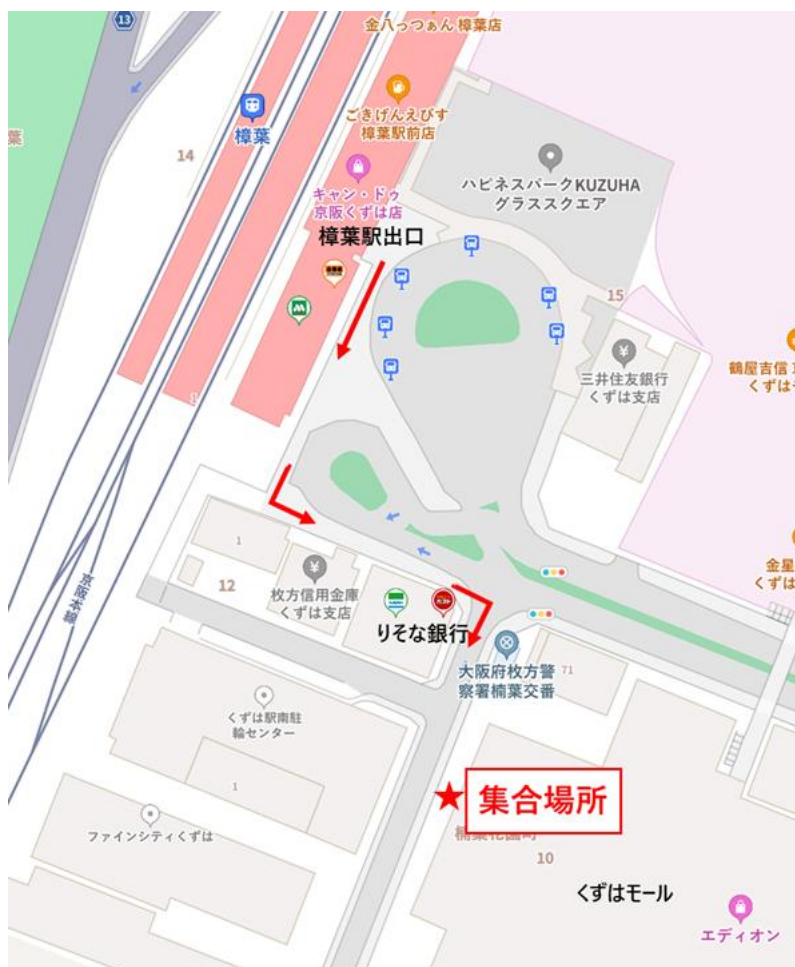 13
金八っつぁん 樟葉店
葉
14
樟葉
ごきげんえびす
樟葉駅前店
キャン・ドゥ
京阪くずは店
樟葉駅出口
ハピネスパークKUZUHA
グラススクエア
15
三井住友銀行
くずは支店
鶴屋吉信
くずは
1
1
12
枚方信用金庫
くずは支店
りそな銀行
京阪本線
金星
くずは
大阪府枚方警
察署楠葉交番
71
くずは駅南駐
輪センター
1
集合場所
楠葉花園町
10
ファインシティくずは
くずはモール
エディオン